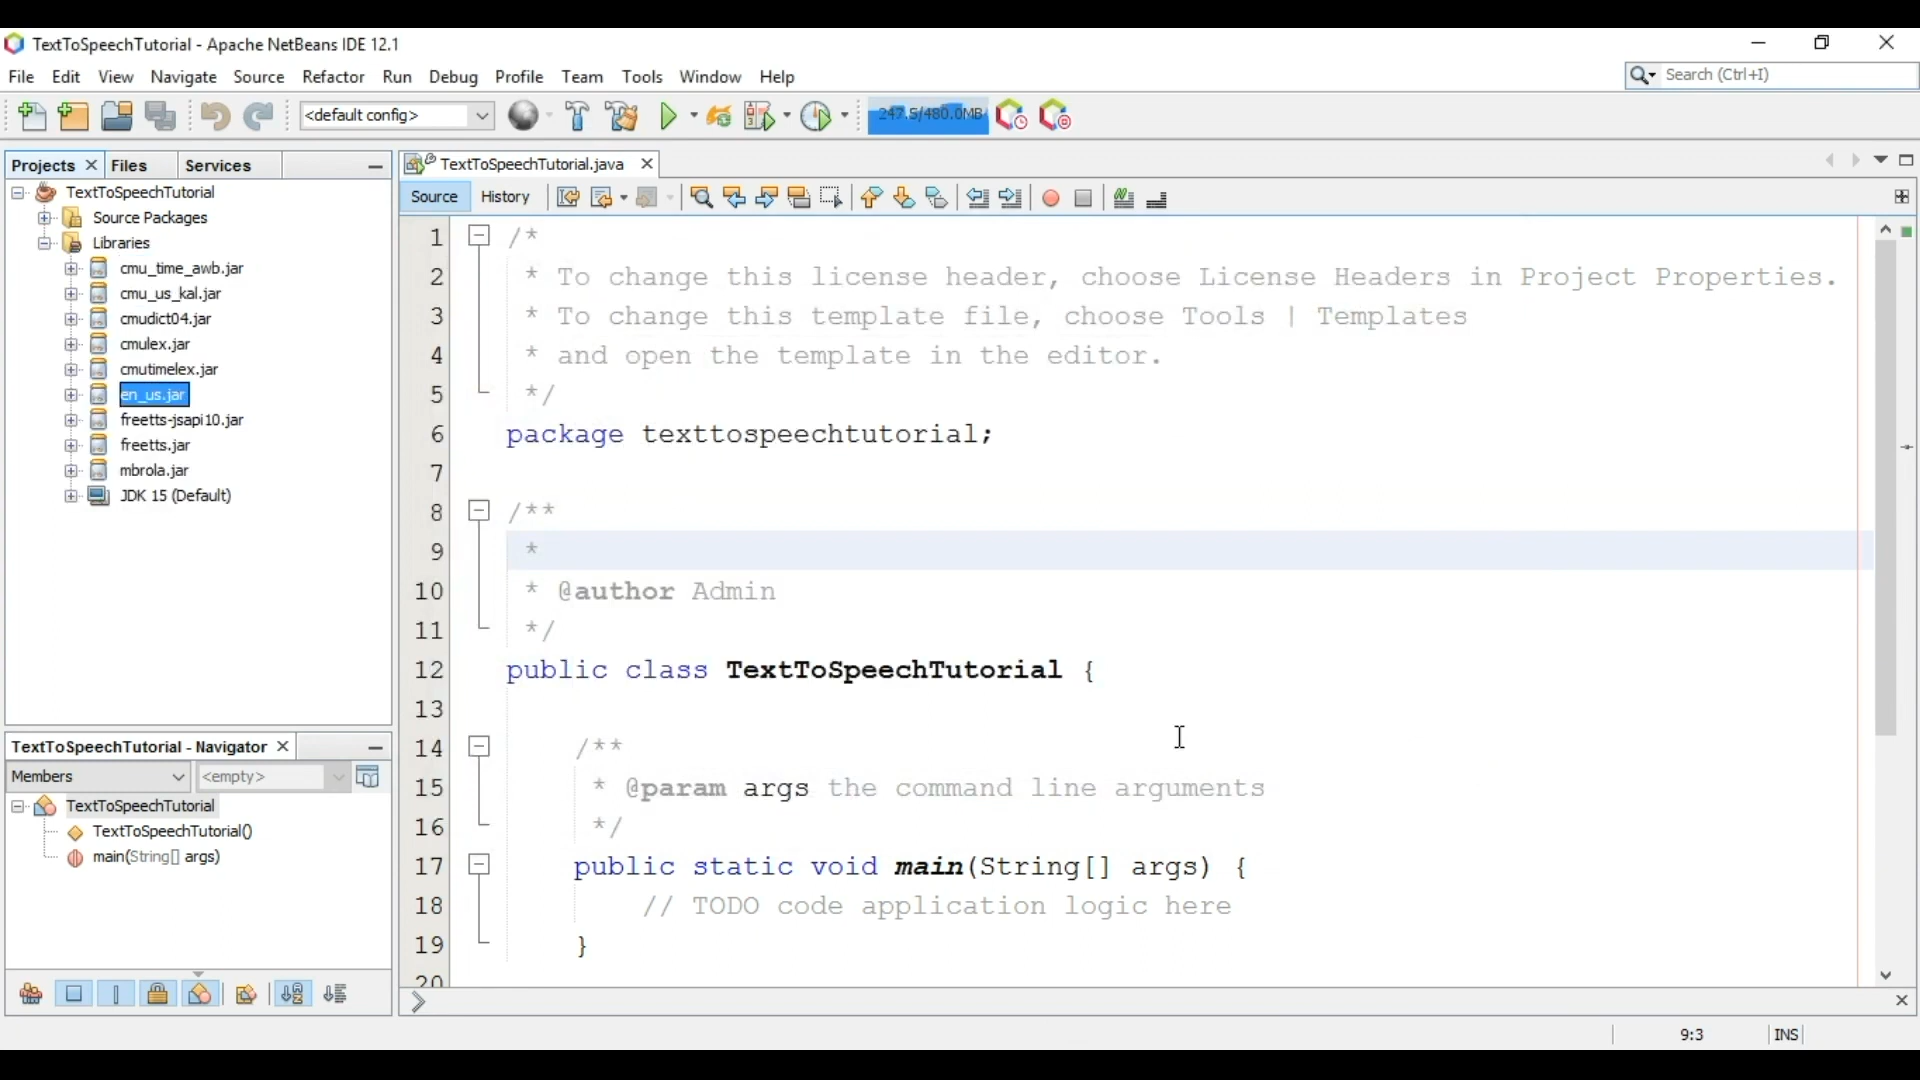 TextToSpeechTutorial - Apache NetBeans IDE 12.1
File Edit View Navigate Source Refactor Run Debug Profile Team Tools Window Help
Search (Ctrl+I)
<default config>
247.5/480.0MB
Projects Files Services
TextToSpeechTutorial
Source Packages
Libraries
cmu_time_awb.jar
cmu_us_kal.jar
cmudict04.jar
cmulex.jar
cmutimelex.jar
en_us.jar
freetts-jsapi10.jar
freetts.jar
mbrola.jar
JDK 15 (Default)
TextToSpeechTutorial - Navigator
Members <empty>
TextToSpeechTutorial
TextToSpeechTutorial()
main(String[] args)
TextToSpeechTutorial.java
Source History
1 /*
2 * To change this license header, choose License Headers in Project Properties.
3 * To change this template file, choose Tools | Templates
4 * and open the template in the editor.
5 */
6 package texttospeechtutorial;
7
8 /**
9 *
10 * @author Admin
11 */
12 public class TextToSpeechTutorial {
13
14 /**
15 * @param args the command line arguments
16 */
17 public static void main(String[] args) {
18 // TODO code application logic here
19 }
20
9:3 INS